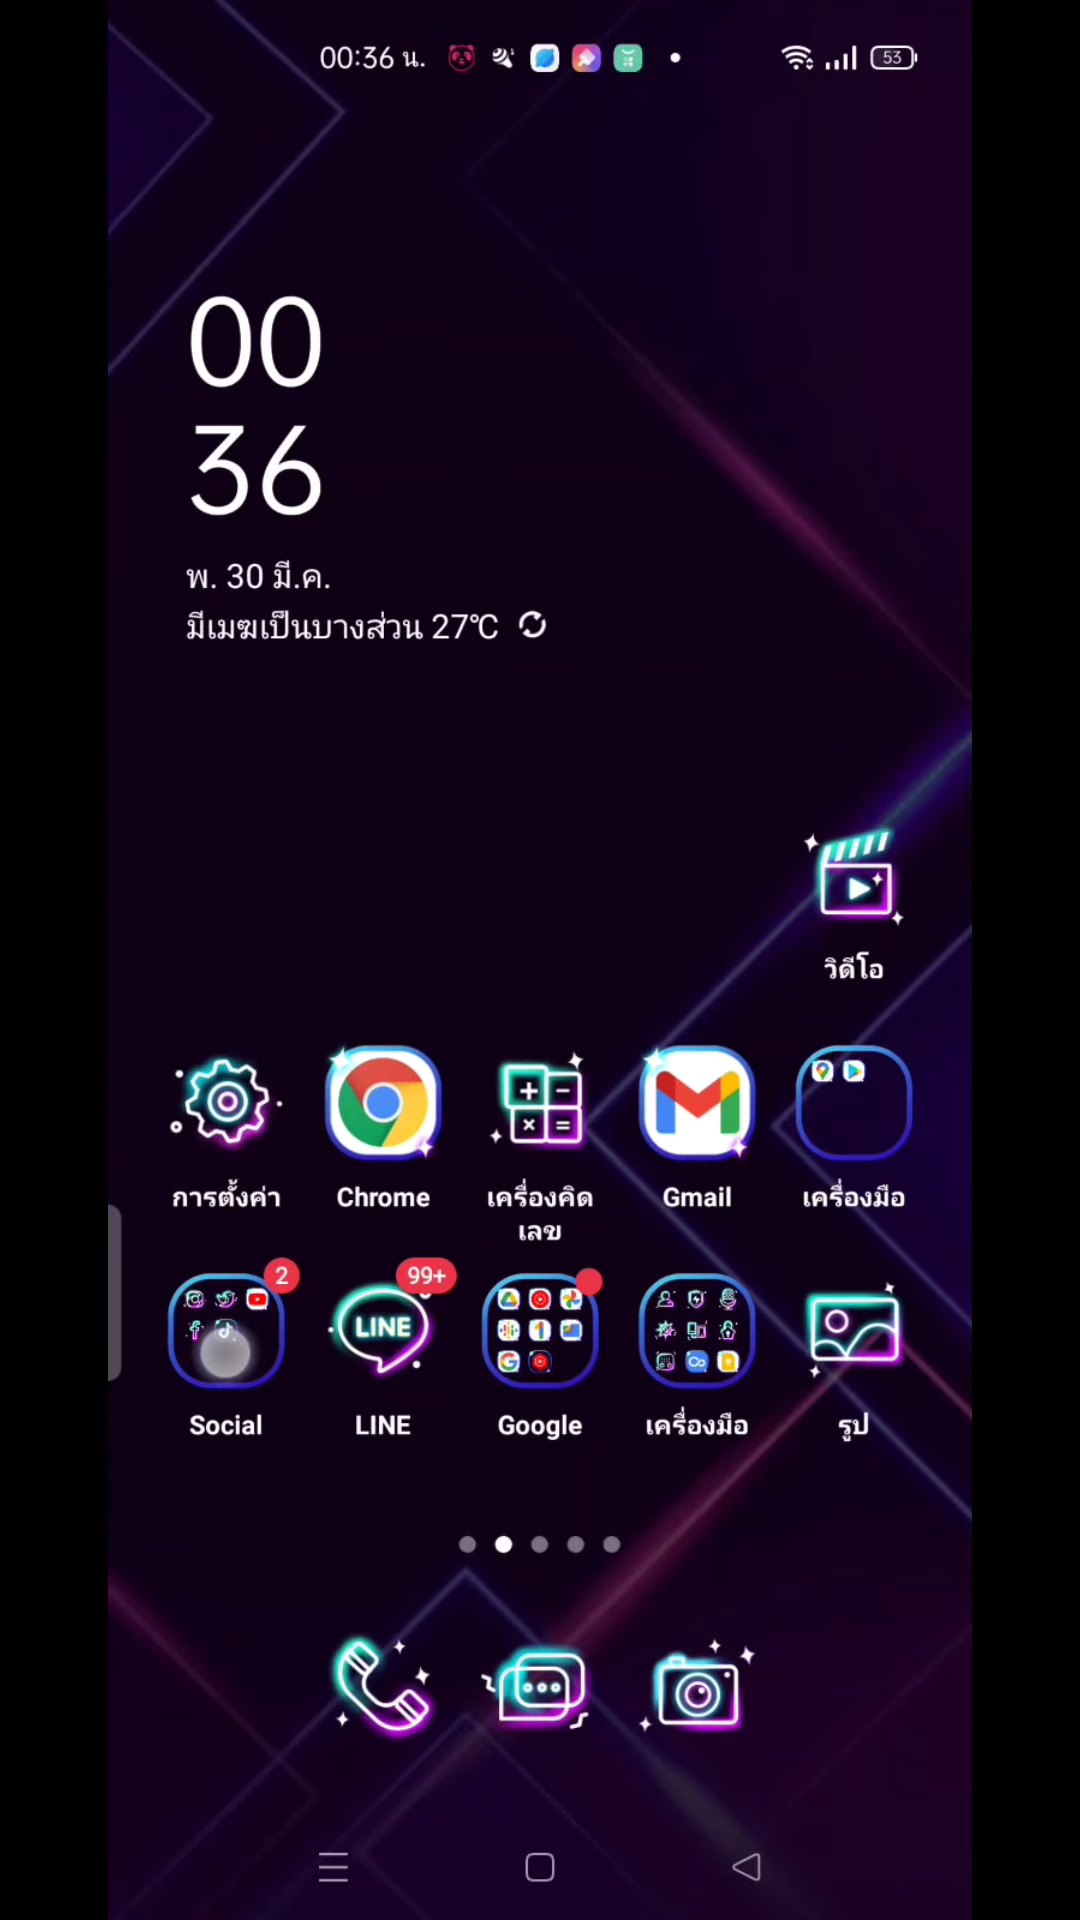 00:36 น.
53
00
36
พ. 30 มี.ค.
มีเมฆเป็นบางส่วน 27°C
วิดีโอ
การตั้งค่า
Chrome
เครื่องคิด
เลข
Gmail
เครื่องมือ
2
99+
LINE
Social
LINE
Google
เครื่องมือ
รูป